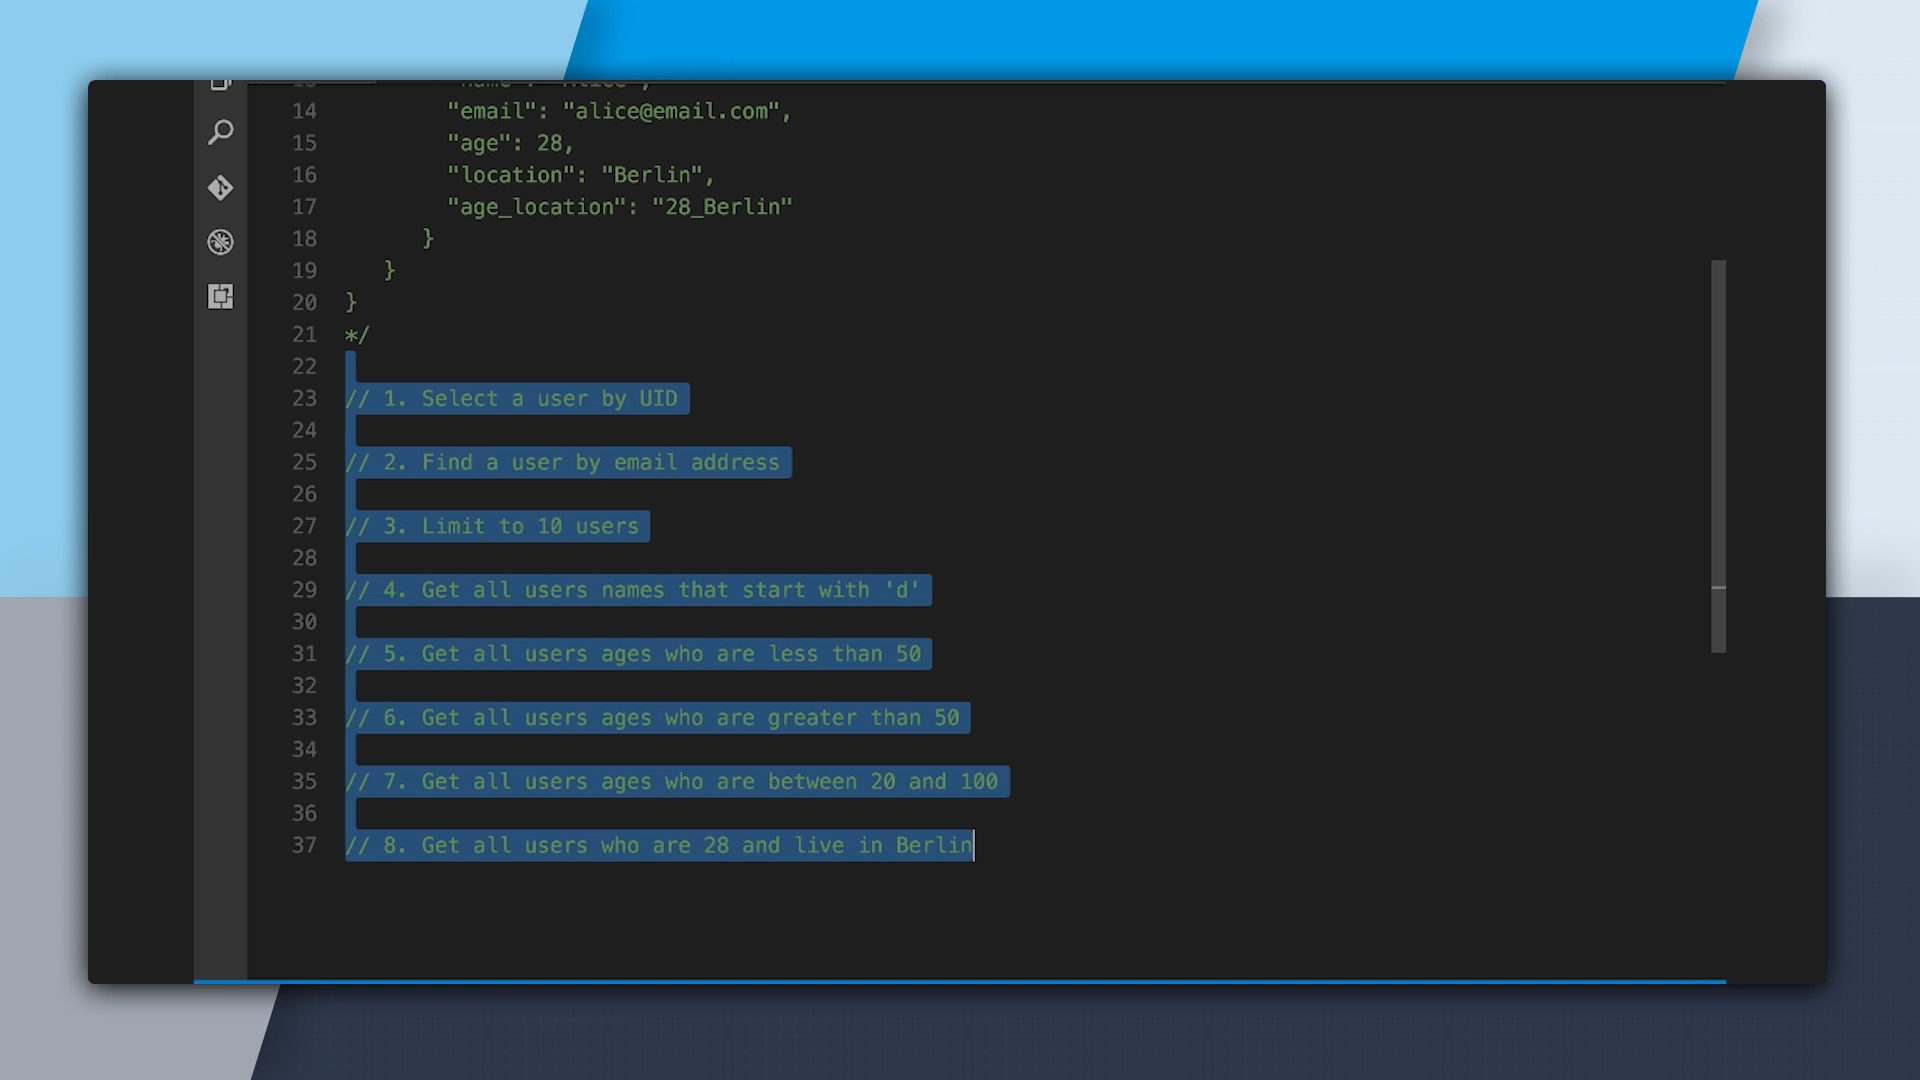 13 "name": "Alice",
14 "email": "alice@email.com",
15 "age": 28,
16 "location": "Berlin",
17 "age_location": "28_Berlin"
18 }
19 }
20 }
21 */
22
23 // 1. Select a user by UID
24
25 // 2. Find a user by email address
26
27 // 3. Limit to 10 users
28
29 // 4. Get all users names that start with 'd'
30
31 // 5. Get all users ages who are less than 50
32
33 // 6. Get all users ages who are greater than 50
34
35 // 7. Get all users ages who are between 20 and 100
36
37 // 8. Get all users who are 28 and live in Berlin